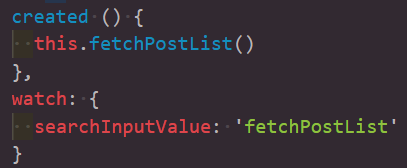 created () {
  this.fetchPostList()
},
watch: {
  searchInputValue: 'fetchPostList'
}